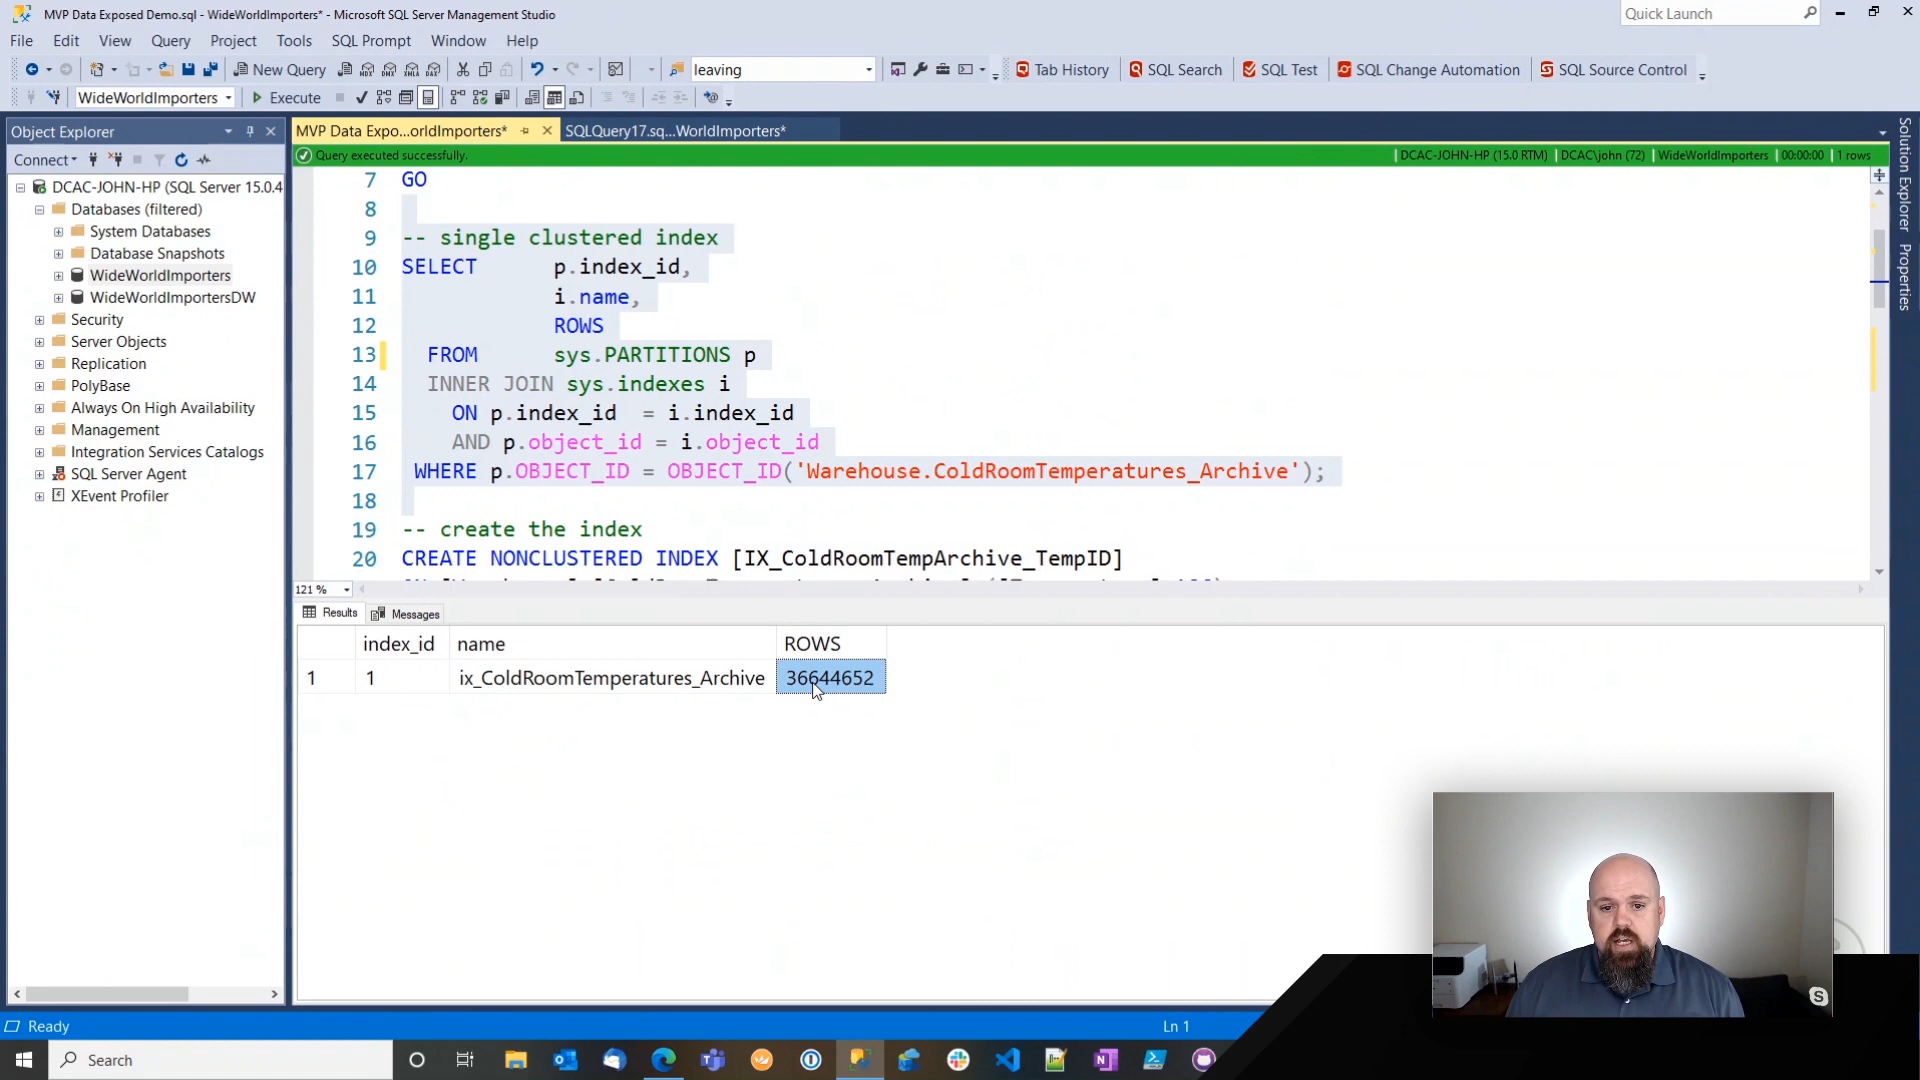 MVP Data Exposed Demo.sql - WideWorldImporters* - Microsoft SQL Server Management Studio
Quick Launch
File Edit View Query Project Tools SQL Prompt Window Help
New Query
leaving
Tab History SQL Search SQL Test SQL Change Automation SQL Source Control
WideWorldImporters Execute
Object Explorer
MVP Data Expo...orldImporters* SQLQuery17.sq...WorldImporters*
Connect
Query executed successfully. DCAC-JOHN-HP (15.0 RTM) DCAC\john (72) WideWorldImporters 00:00:00 1 rows
DCAC-JOHN-HP (SQL Server 15.0.4
Databases (filtered)
System Databases
Database Snapshots
WideWorldImporters
WideWorldImportersDW
Security
Server Objects
Replication
PolyBase
Always On High Availability
Management
Integration Services Catalogs
SQL Server Agent
XEvent Profiler
7 GO
8
9 -- single clustered index
10 SELECT p.index_id,
11 i.name,
12 ROWS
13 FROM sys.PARTITIONS p
14 INNER JOIN sys.indexes i
15 ON p.index_id = i.index_id
16 AND p.object_id = i.object_id
17 WHERE p.OBJECT_ID = OBJECT_ID('Warehouse.ColdRoomTemperatures_Archive');
18
19 -- create the index
20 CREATE NONCLUSTERED INDEX [IX_ColdRoomTempArchive_TempID]
121 %
Results Messages
index_id name ROWS
1 1 ix_ColdRoomTemperatures_Archive 36644652
Solution Explorer
Properties
Ready
Ln 1
Search